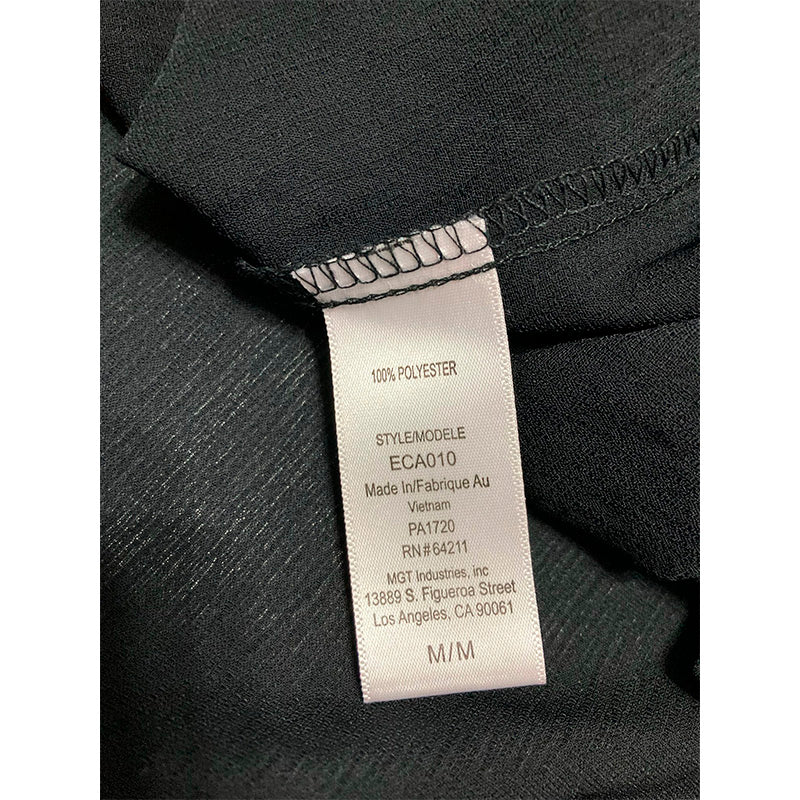 100% POLYESTER
STYLE/MODELE
ECA010
Made In/Fabrique Au
Vietnam
PA1720
RN#64211
MGT Industries, inc
13889 S. Figueroa Street
Los Angeles, CA 90061
M/M